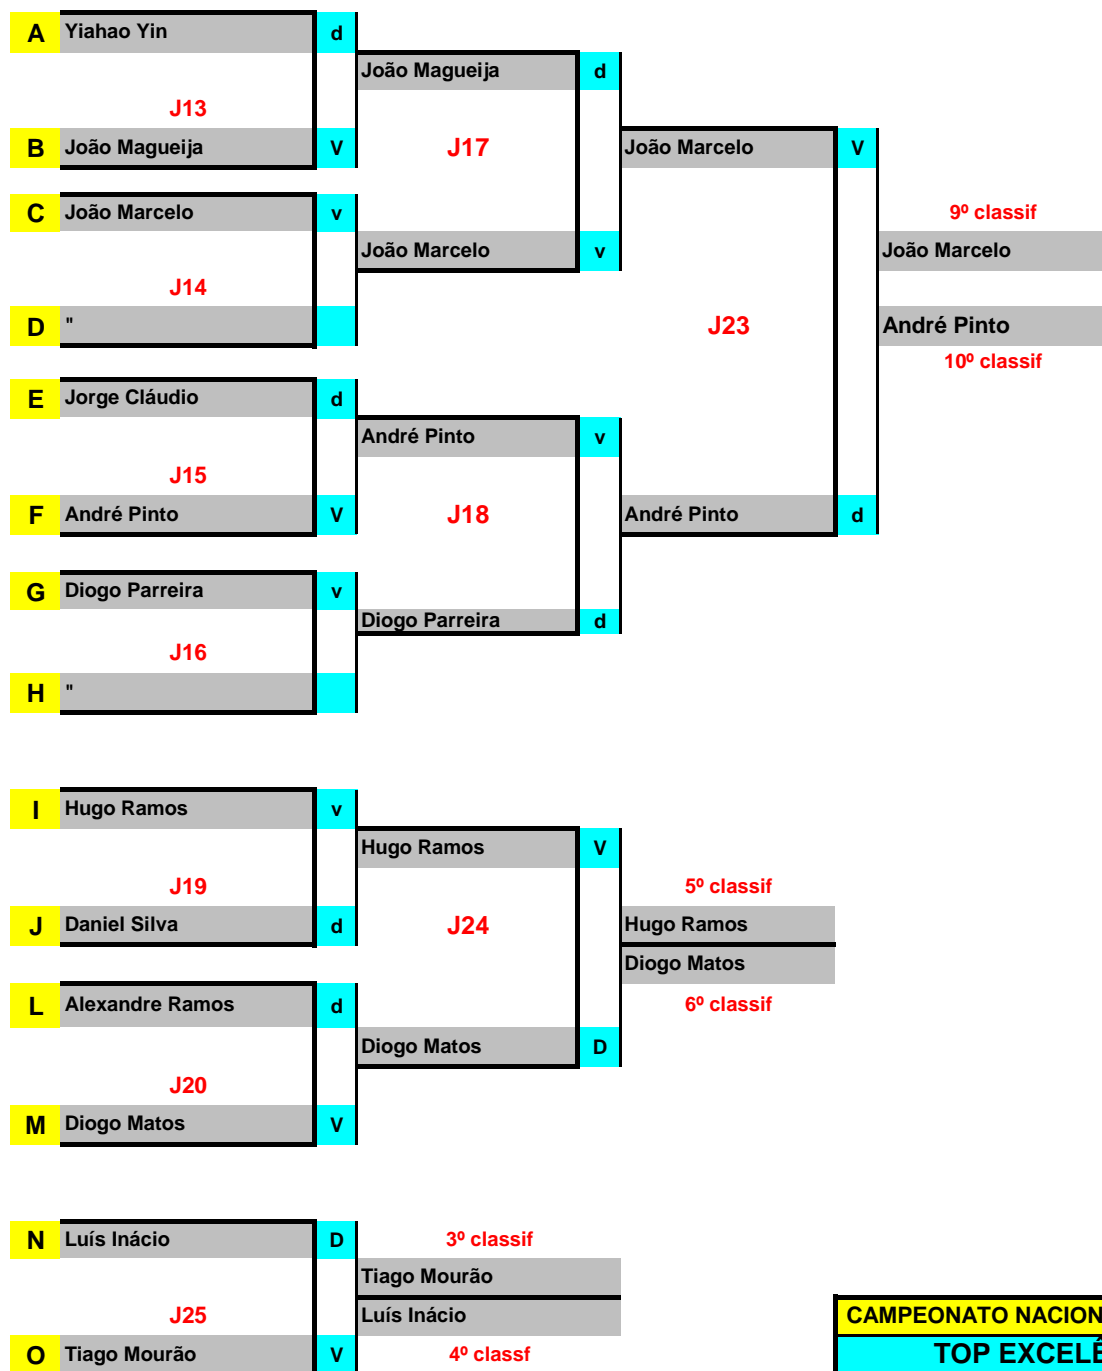 A Yiahao Yin d
João Magueija d
J13
B João Magueija V
J17
João Marcelo V
C João Marcelo v
9º classif
João Marcelo v
João Marcelo
J14
D "
J23
André Pinto
10º classif
E Jorge Cláudio d
André Pinto v
J15
F André Pinto V
J18
André Pinto d
G Diogo Parreira v
Diogo Parreira d
J16
H "
I Hugo Ramos v
Hugo Ramos V
J19
5º classif
J Daniel Silva d
J24
Hugo Ramos
Diogo Matos
L Alexandre Ramos d
6º classif
Diogo Matos D
J20
M Diogo Matos V
N Luís Inácio D
3º classif
Tiago Mourão
J25
Luís Inácio
CAMPEONATO NACION
O Tiago Mourão V
4º classf
TOP EXCELÊ